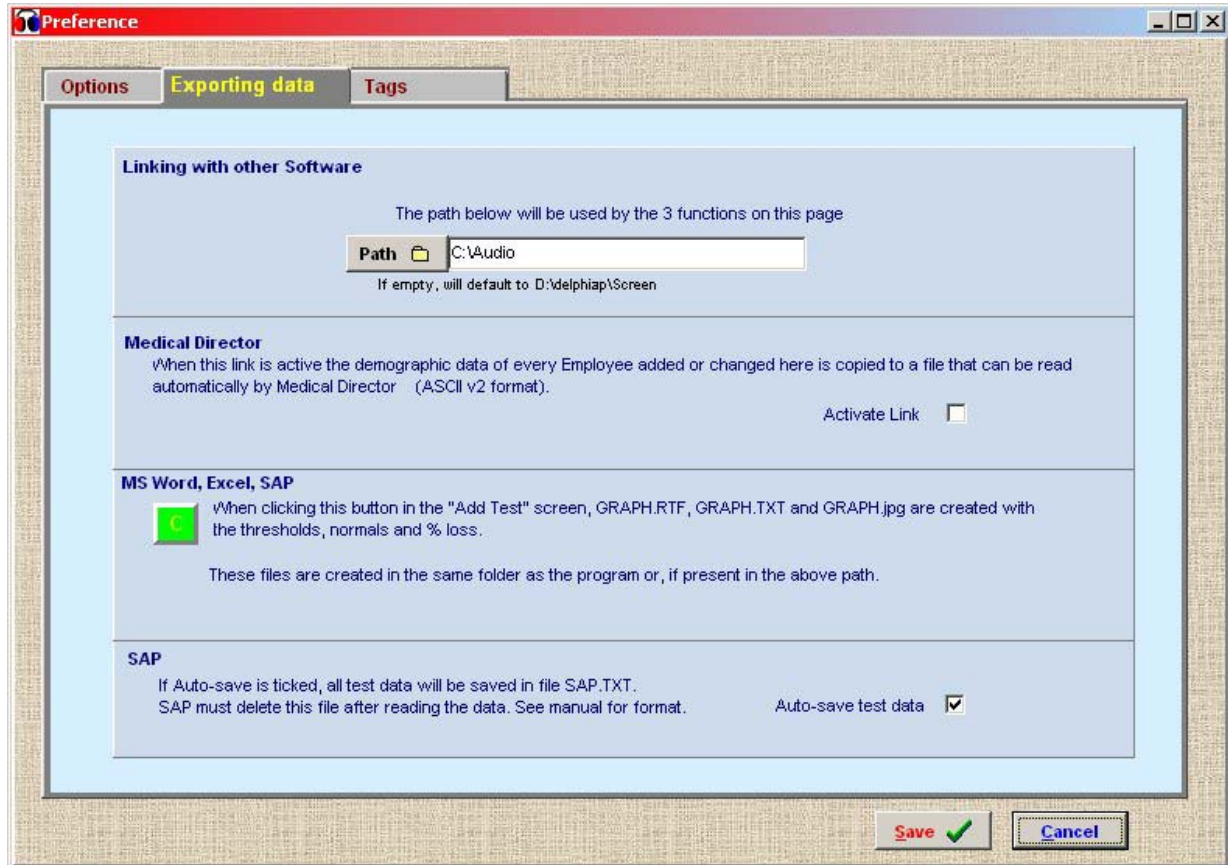 Preference
Options
Exporting data
Tags
Linking with other Software
The path below will be used by the 3 functions on this page
Path
C:\Audio
If empty, will default to D:\delphiap\Screen
Medical Director
When this link is active the demographic data of every Employee added or changed here is copied to a file that can be read
automatically by Medical Director (ASCII v2 format).
Activate Link
MS Word, Excel, SAP
C
When clicking this button in the "Add Test" screen, GRAPH.RTF, GRAPH.TXT and GRAPH.jpg are created with
the thresholds, normals and % loss.
These files are created in the same folder as the program or, if present in the above path.
SAP
If Auto-save is ticked, all test data will be saved in file SAP.TXT.
SAP must delete this file after reading the data. See manual for format.
Auto-save test data
Save
Cancel